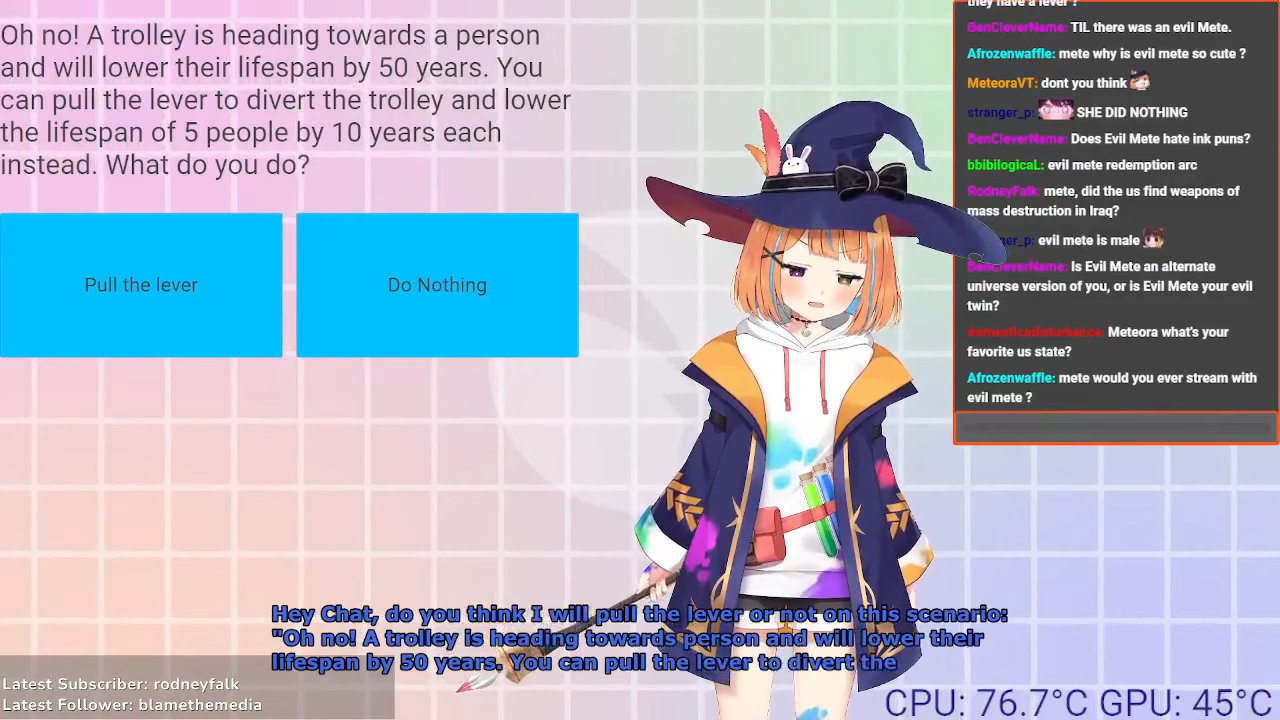 Oh no! A trolley is heading towards a person
and will lower their lifespan by 50 years. You
can pull the lever to divert the trolley and lower
the lifespan of 5 people by 10 years each
instead. What do you do?
Pull the lever
Do Nothing
they have a lever ?
BenCleverName: TIL there was an evil Mete.
Afrozenwaffle: mete why is evil mete so cute ?
MeteoraVT: dont you think
stranger_p: SHE DID NOTHING
BenCleverName: Does Evil Mete hate ink puns?
bbibilogicaL: evil mete redemption arc
RodneyFalk: mete, did the us find weapons of
mass destruction in Iraq?
ger_p: evil mete is male
BenCleverName: Is Evil Mete an alternate
universe version of you, or is Evil Mete your evil
twin?
domesticdisturbance: Meteora what's your
favorite us state?
Afrozenwaffle: mete would you ever stream with
evil mete ?
Hey Chat, do you think I will pull the lever or not on this scenario:
"Oh no! A trolley is heading towards person and will lower their
lifespan by 50 years. You can pull the lever to divert the
Latest Subscriber: rodneyfalk
Latest Follower: blamethemedia
CPU: 76.7°C GPU: 45°C